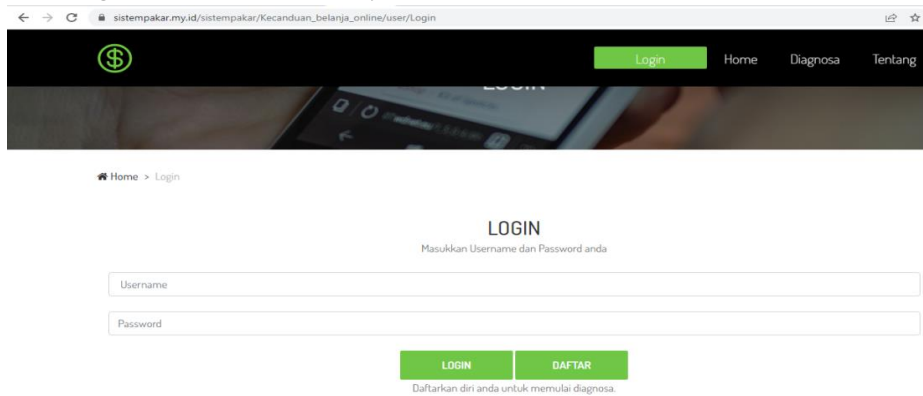 sistempakar.my.id/sistempakar/Kecanduan_belanja_online/user/Login
Login Home Diagnosa Tentang
LOGIN
Home > Login
LOGIN
Masukkan Username dan Password anda
Username
Password
LOGIN DAFTAR
Daftarkan diri anda untuk memulai diagnosa.